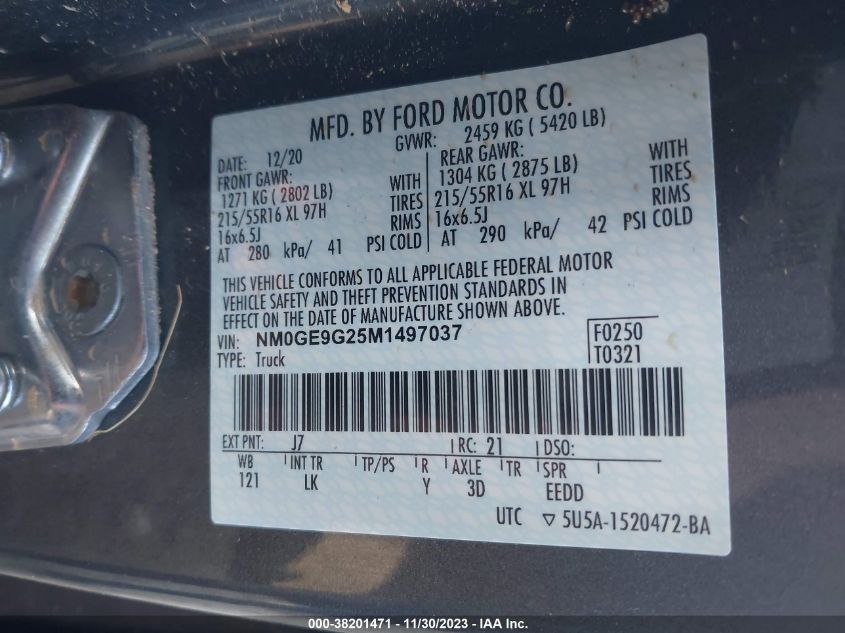 MFD. BY FORD MOTOR CO.
DATE: 12/20 GVWR: 2459 KG ( 5420 LB)
FRONT GAWR: REAR GAWR:
1271 KG ( 2802 LB) WITH 1304 KG ( 2875 LB) WITH
215/55R16 XL 97H TIRES 215/55R16 XL 97H TIRES
16x6.5J RIMS 16x6.5J RIMS
AT 280 kPa/ 41 PSI COLD AT 290 kPa/ 42 PSI COLD
THIS VEHICLE CONFORMS TO ALL APPLICABLE FEDERAL MOTOR
VEHICLE SAFETY AND THEFT PREVENTION STANDARDS IN
EFFECT ON THE DATE OF MANUFACTURE SHOWN ABOVE.
VIN: NM0GE9G25M1497037 F0250
TYPE: Truck T0321
EXT PNT: J7 RC: 21 DSO:
WB INT TR TP/PS R AXLE TR SPR
121 LK Y 3D EEDD
UTC ▽ 5U5A-1520472-BA
000-38201471 - 11/30/2023 - IAA Inc.